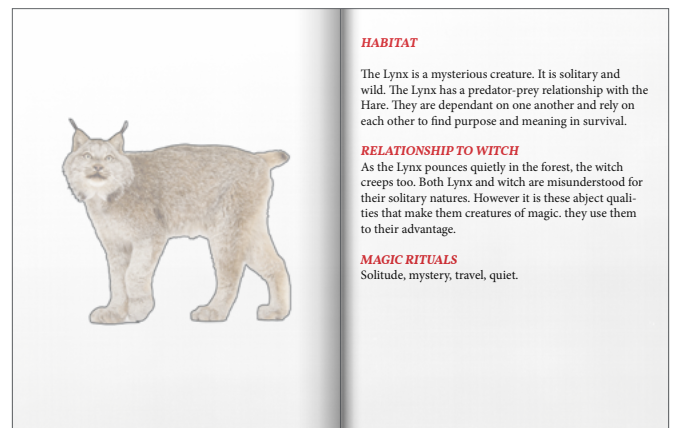 HABITAT
The Lynx is a mysterious creature. It is solitary and
wild. The Lynx has a predator-prey relationship with the
Hare. They are dependant on one another and rely on
each other to find purpose and meaning in survival.
RELATIONSHIP TO WITCH
As the Lynx pounces quietly in the forest, the witch
creeps too. Both Lynx and witch are misunderstood for
their solitary natures. However it is these abject quali-
ties that make them creatures of magic. they use them
to their advantage.
MAGIC RITUALS
Solitude, mystery, travel, quiet.